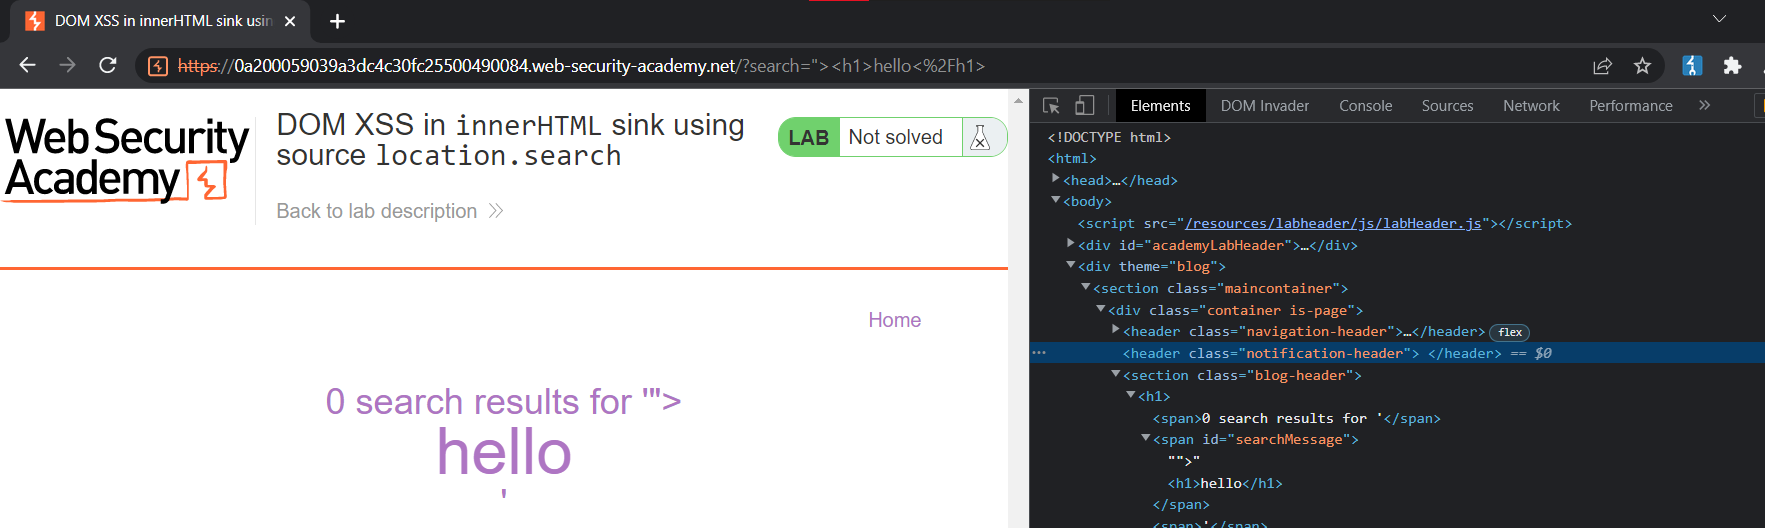 DOM XSS in innerHTML sink usin
https://0a200059039a3dc4c30fc25500490084.web-security-academy.net/?search="><h1>hello<%2Fh1>
Web Security
Academy
DOM XSS in innerHTML sink using
source location.search
LAB Not solved
Back to lab description
Home
0 search results for '">
hello
'
Elements DOM Invader Console Sources Network Performance »
<!DOCTYPE html>
<html>
<head>…</head>
<body>
<script src="/resources/labheader/js/labHeader.js"></script>
<div id="academyLabHeader">…</div>
<div theme="blog">
<section class="maincontainer">
<div class="container is-page">
<header class="navigation-header">…</header> flex
<header class="notification-header"> </header> == $0
<section class="blog-header">
<h1>
<span>0 search results for '</span>
<span id="searchMessage">
"">"
<h1>hello</h1>
</span>
<span>'</span>